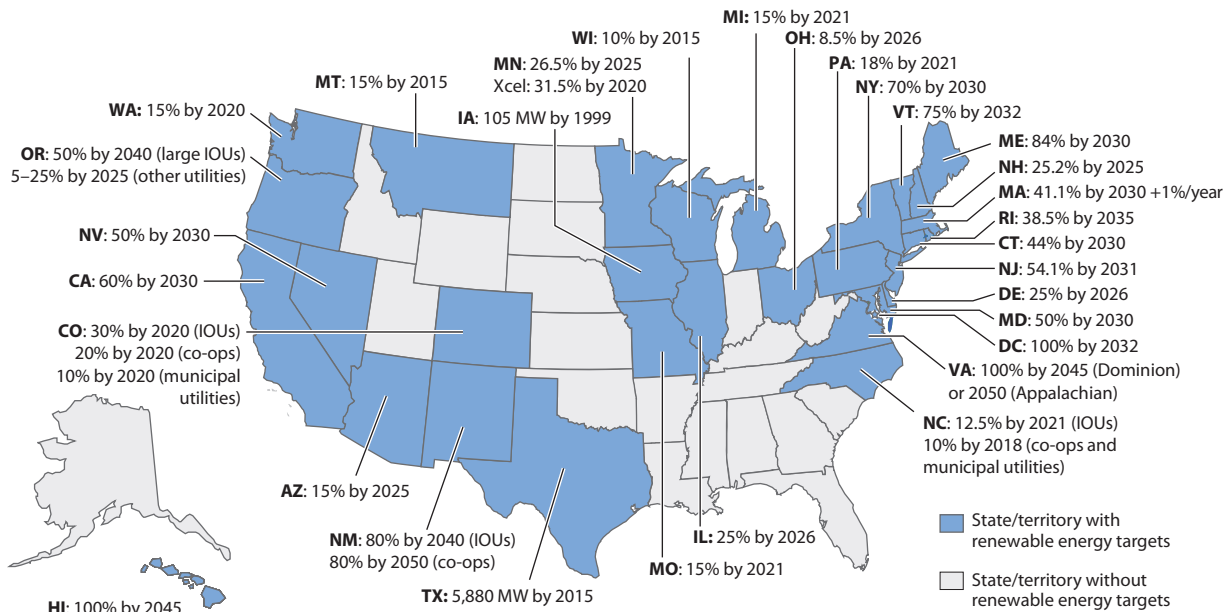 MI: 15% by 2021
WI: 10% by 2015
OH: 8.5% by 2026
MN: 26.5% by 2025
Xcel: 31.5% by 2020
PA: 18% by 2021
MT: 15% by 2015
NY: 70% by 2030
WA: 15% by 2020
VT: 75% by 2032
IA: 105 MW by 1999
ME: 84% by 2030
OR: 50% by 2040 (large IOUs)
5–25% by 2025 (other utilities)
NH: 25.2% by 2025
MA: 41.1% by 2030 +1%/year
RI: 38.5% by 2035
NV: 50% by 2030
CT: 44% by 2030
NJ: 54.1% by 2031
CA: 60% by 2030
DE: 25% by 2026
MD: 50% by 2030
CO: 30% by 2020 (IOUs)
20% by 2020 (co-ops)
10% by 2020 (municipal
utilities)
DC: 100% by 2032
VA: 100% by 2045 (Dominion)
or 2050 (Appalachian)
NC: 12.5% by 2021 (IOUs)
10% by 2018 (co-ops and
municipal utilities)
AZ: 15% by 2025
NM: 80% by 2040 (IOUs)
80% by 2050 (co-ops)
IL: 25% by 2026
MO: 15% by 2021
TX: 5,880 MW by 2015
HI: 100% by 2045
State/territory with
renewable energy targets
State/territory without
renewable energy targets